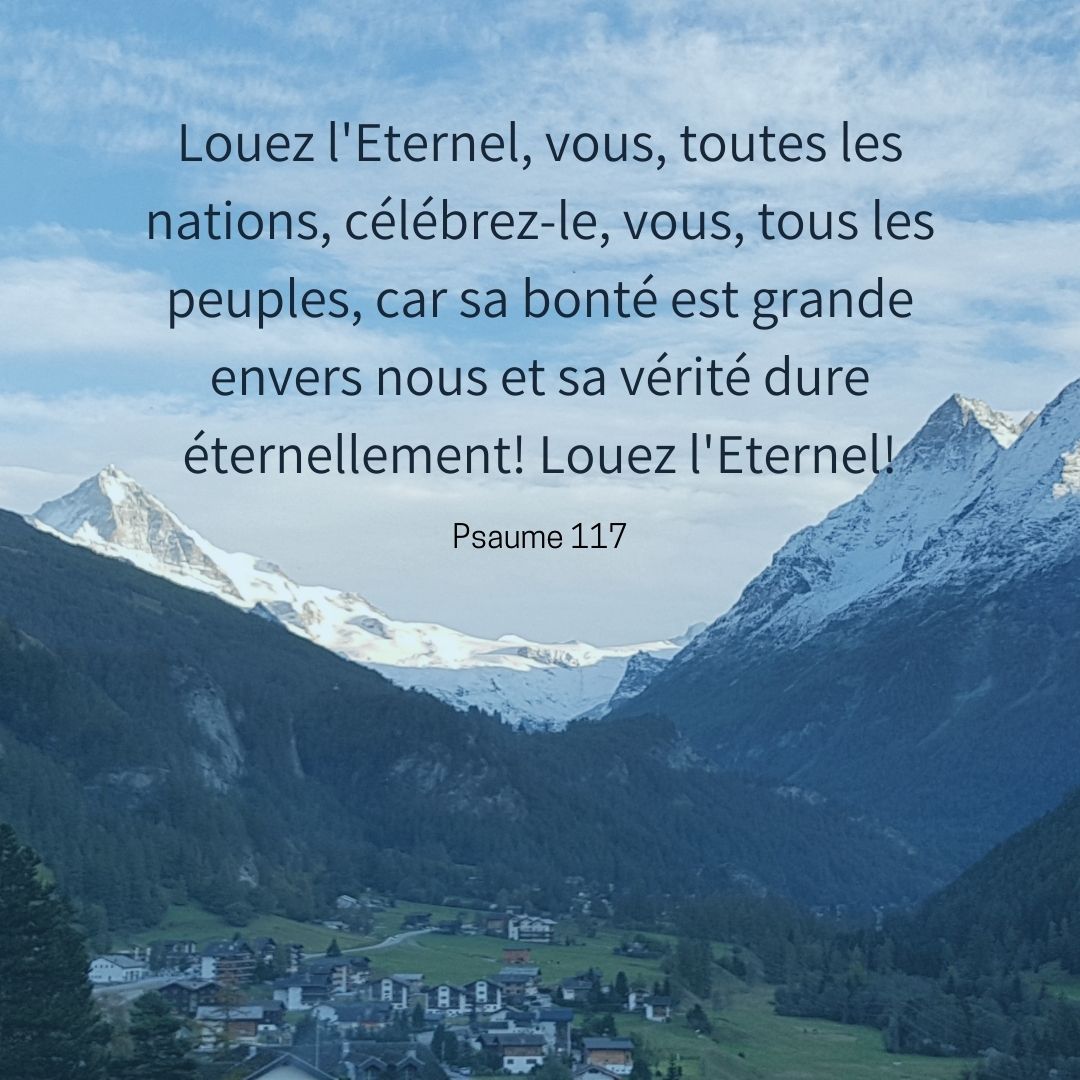 Louez l'Eternel, vous, toutes les
nations, célébrez-le, vous, tous les
peuples, car sa bonté est grande
envers nous et sa vérité dure
éternellement! Louez l'Eternel!
Psaume 117